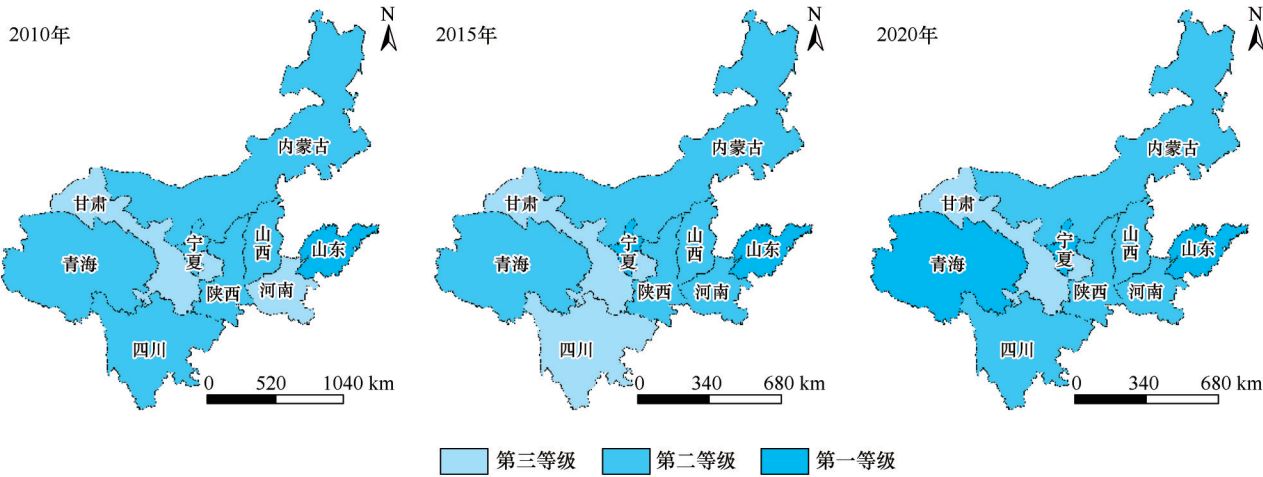 2010年
N
内蒙古
甘肃
宁夏
山西
山东
青海
陕西
河南
四川
0 520 1040 km
2015年
N
内蒙古
甘肃
宁夏
山西
山东
青海
陕西
河南
四川
0 340 680 km
2020年
N
内蒙古
甘肃
宁夏
山西
山东
青海
陕西
河南
四川
0 340 680 km
第三等级 第二等级 第一等级